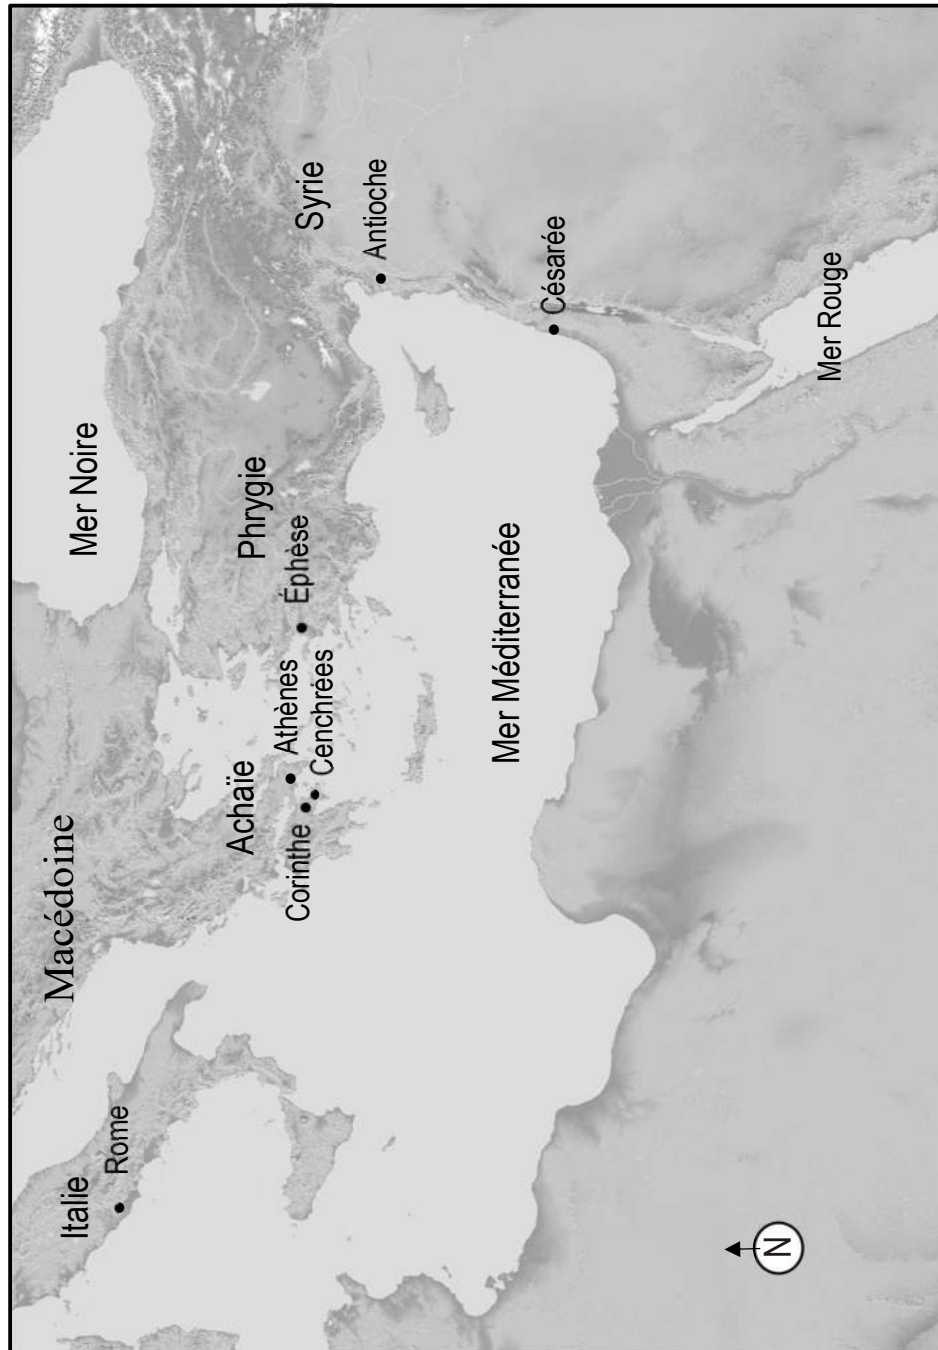 Mer Noire
Macédoine
Italie
Rome
Achaïe
Athènes
Corinthe
Cenchrées
Phrygie
Éphèse
Syrie
Antioche
Césarée
Mer Méditerranée
Mer Rouge
N